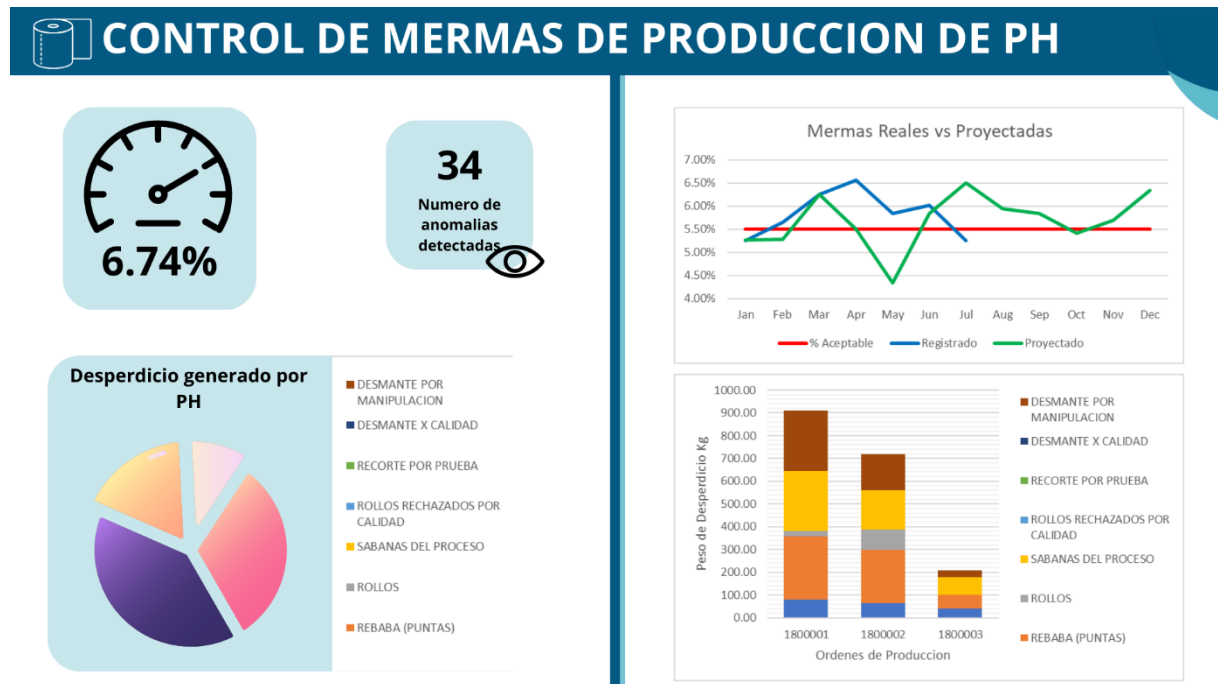 CONTROL DE MERMAS DE PRODUCCION DE PH
6.74%
34
Numero de
anomalias
detectadas
Desperdicio generado por
PH
DESMANTE POR
MANIPULACION
DESMANTE X CALIDAD
RECORTE POR PRUEBA
ROLLOS RECHAZADOS POR
CALIDAD
SABANAS DEL PROCESO
ROLLOS
REBABA (PUNTAS)
Mermas Reales vs Proyectadas
7.00%
6.50%
6.00%
5.50%
5.00%
4.50%
4.00%
Jan Feb Mar Apr May Jun Jul Aug Sep Oct Nov Dec
% Aceptable Registrado Proyectado
Peso de Desperdicio Kg
1000.00
900.00
800.00
700.00
600.00
500.00
400.00
300.00
200.00
100.00
0.00
1800001 1800002 1800003
Ordenes de Produccion
DESMANTE POR
MANIPULACION
DESMANTE X CALIDAD
RECORTE POR PRUEBA
ROLLOS RECHAZADOS POR
CALIDAD
SABANAS DEL PROCESO
ROLLOS
REBABA (PUNTAS)